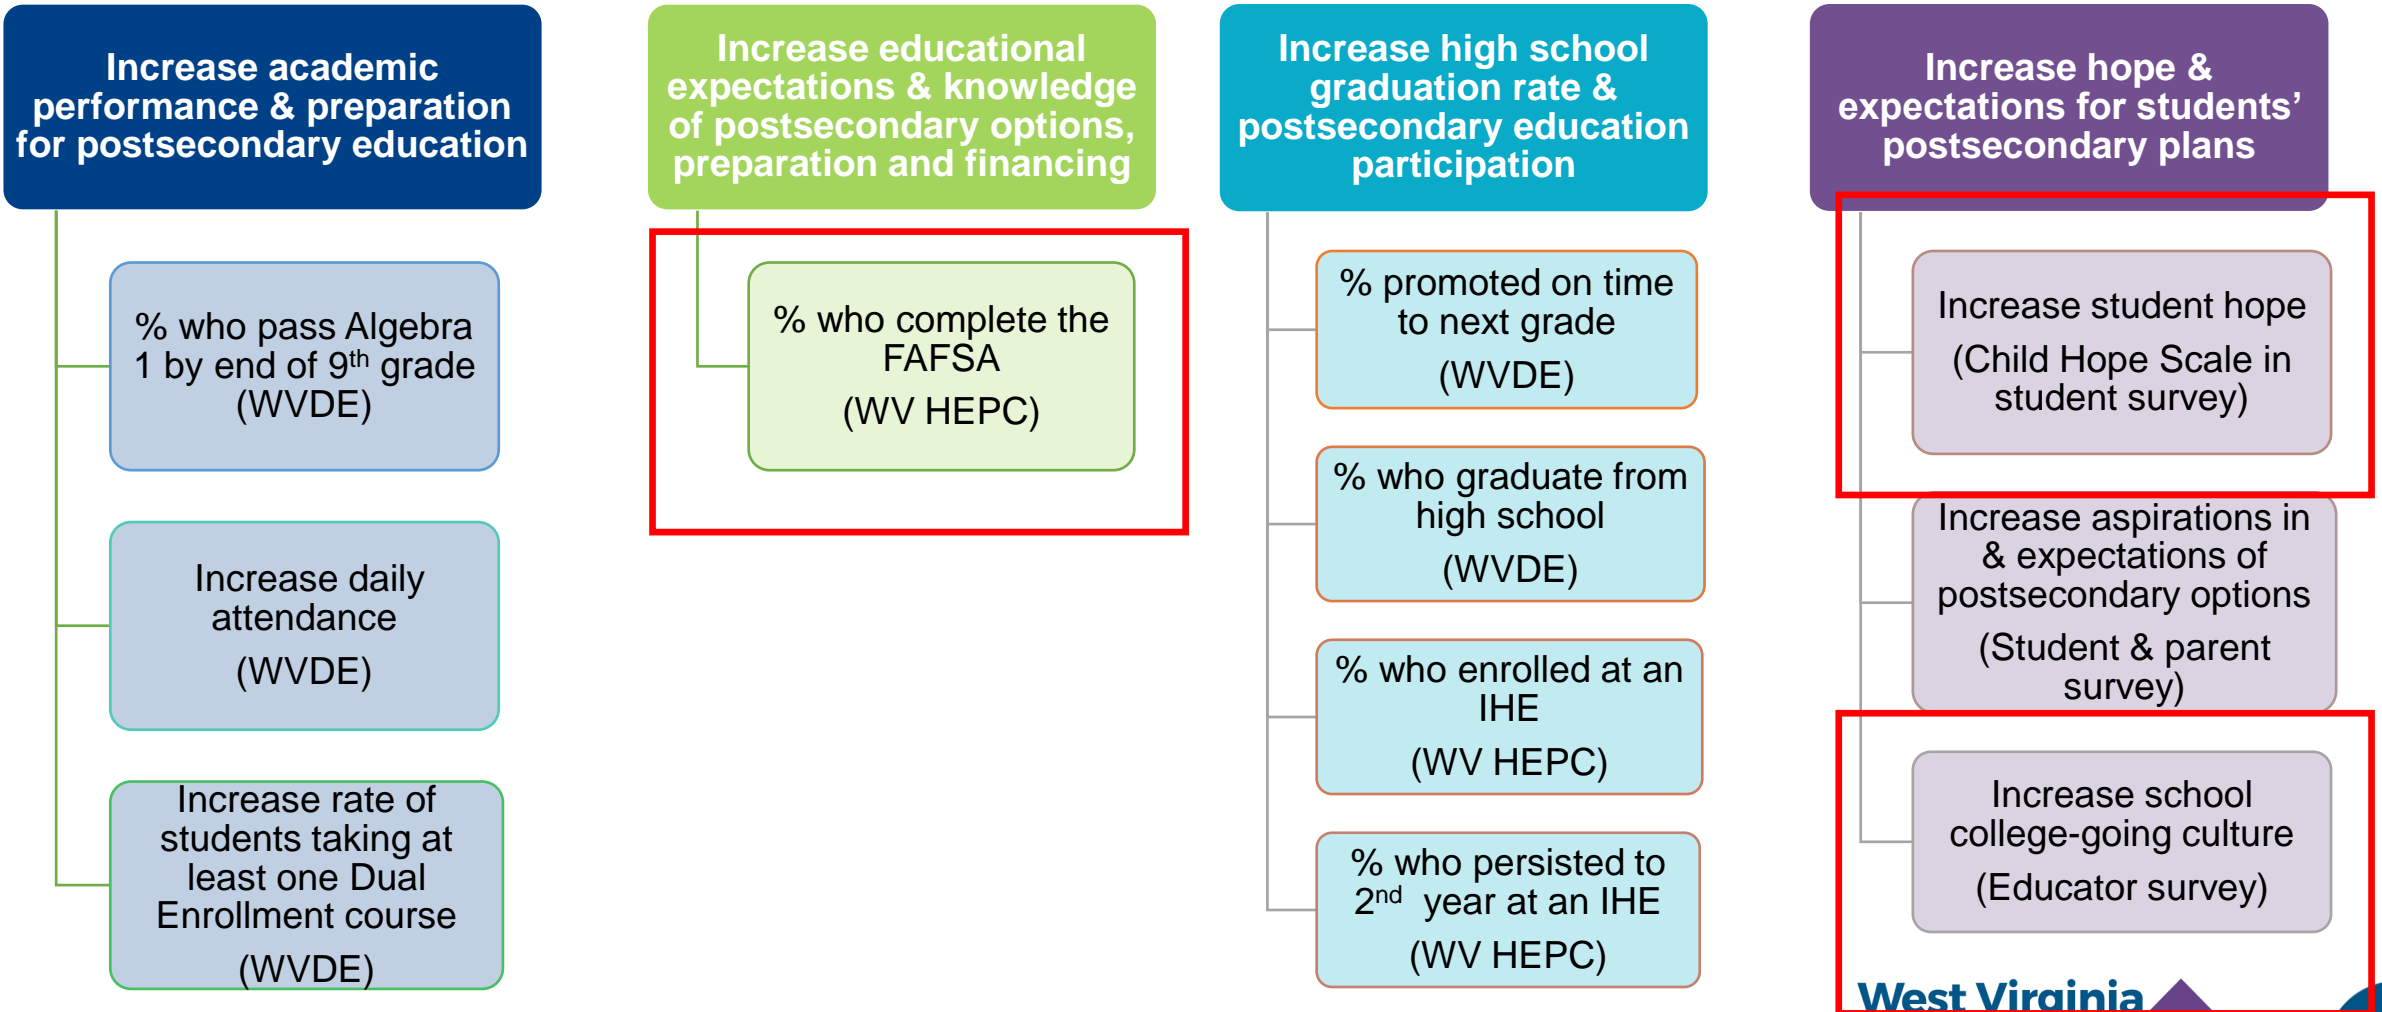 Increase academic
performance & preparation
for postsecondary education
% who pass Algebra
1 by end of 9th grade
(WVDE)
Increase daily
attendance
(WVDE)
Increase rate of
students taking at
least one Dual
Enrollment course
(WVDE)
Increase educational
expectations & knowledge
of postsecondary options,
preparation and financing
% who complete the
FAFSA
(WV HEPC)
Increase high school
graduation rate &
postsecondary education
participation
% promoted on time
to next grade
(WVDE)
% who graduate from
high school
(WVDE)
% who enrolled at an
IHE
(WV HEPC)
% who persisted to
2nd year at an IHE
(WV HEPC)
Increase hope &
expectations for students’
postsecondary plans
Increase student hope
(Child Hope Scale in
student survey)
Increase aspirations in
& expectations of
postsecondary options
(Student & parent
survey)
Increase school
college-going culture
(Educator survey)
West Virginia